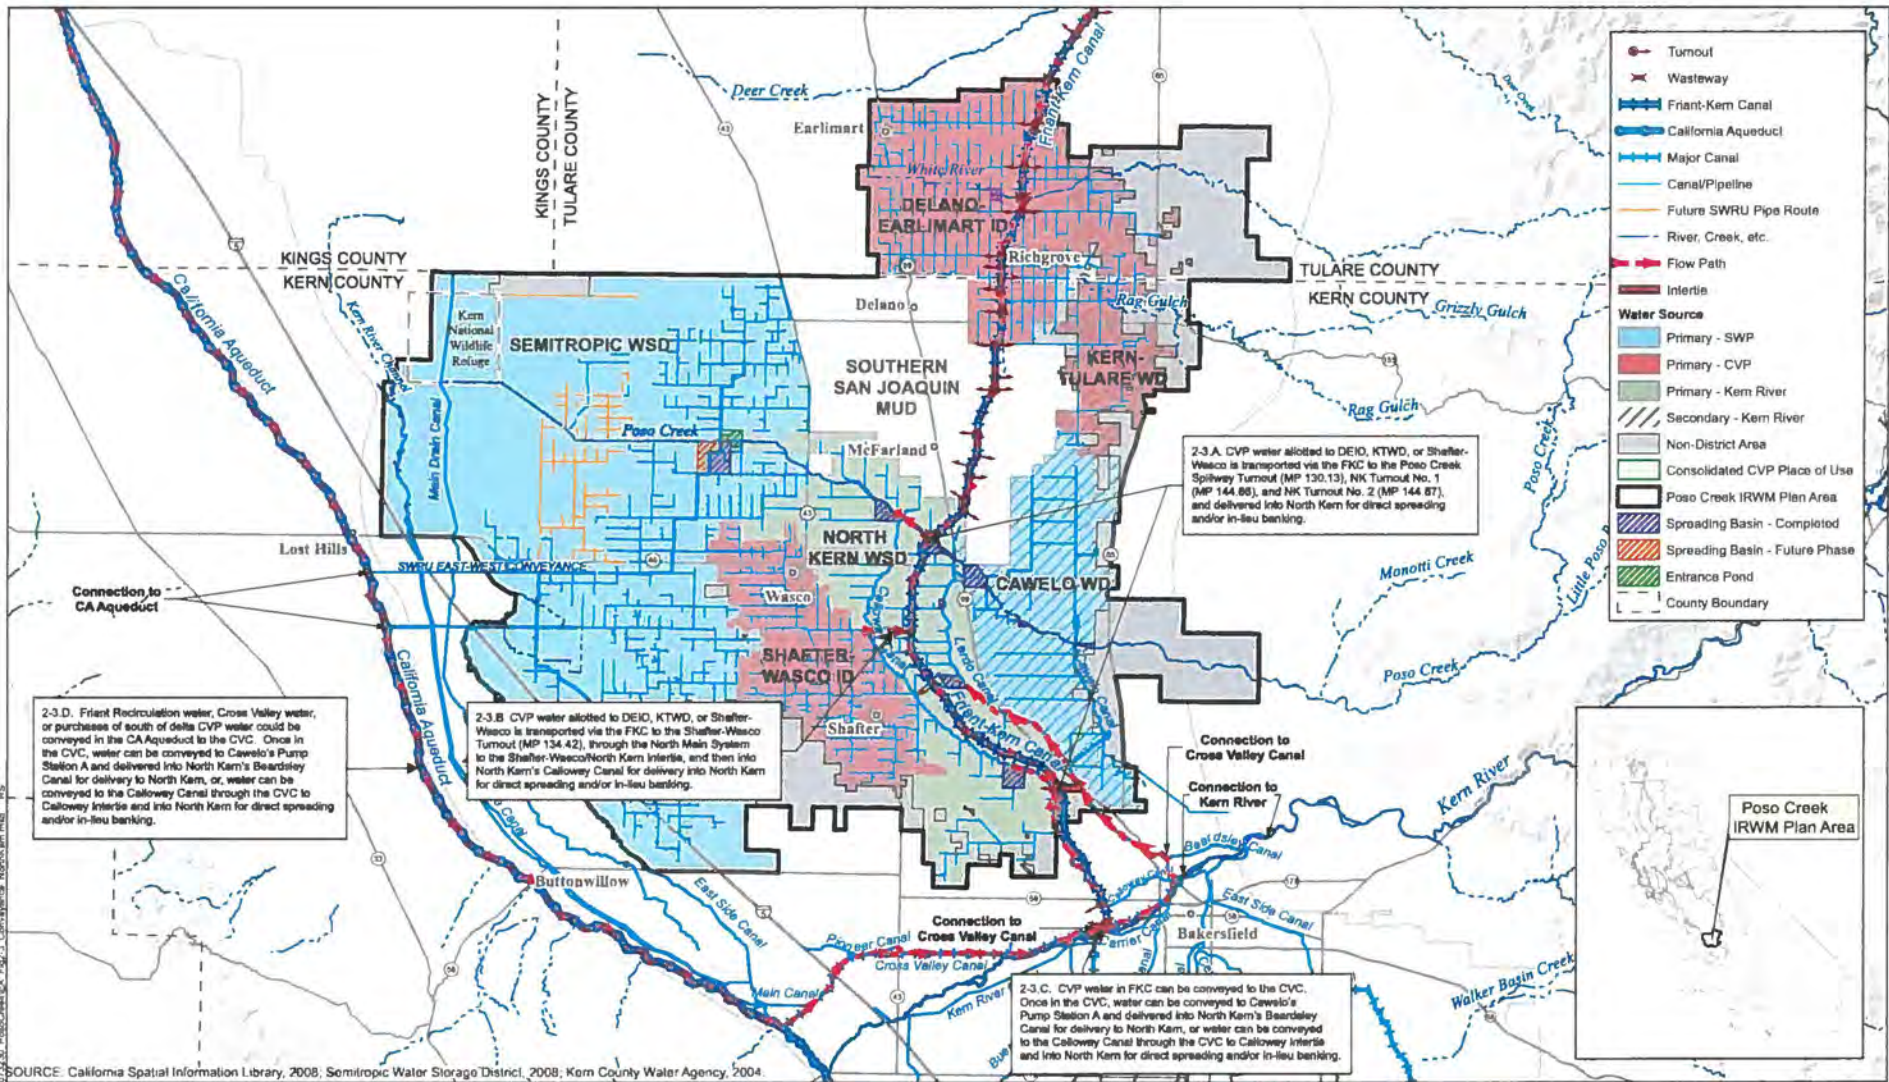 Deer Creek
Friant-Kern Canal
Earlimart
KINGS COUNTY
TULARE COUNTY
White River
DELANO-
EARLIMART ID
Richgrove
KINGS COUNTY
KERN COUNTY
TULARE COUNTY
KERN COUNTY
California Aqueduct
Kern River Channel
Kern
National
Wildlife
Refuge
SEMITROPIC WSD
Delano
Rag Gulch
Grizzly Gulch
SOUTHERN
SAN JOAQUIN
MUD
KERN-
TULARE WD
Rag Gulch
Main Drain Canal
Poso Creek
McFarland
Poso Creek
2-3.A. CVP water allotted to DEID, KTWD, or Shafter-
Wasco is transported via the FKC to the Poso Creek
Spillway Turnout (MP 130.13), NK Turnout No. 1
(MP 144.86), and NK Turnout No. 2 (MP 144.87),
and delivered into North Kern for direct spreading
and/or in-lieu banking.
NORTH
KERN WSD
Lost Hills
SWRU EAST-WEST CONVEYANCE
Connection to
CA Aqueduct
Wasco
CAWELO WD
Monotti Creek
Lerdo Canal
SHAFTER-
WASCO ID
Poso Creek
California Aqueduct
2-3.D. Friant Recirculation water, Cross Valley water,
or purchases of south of delta CVP water could be
conveyed in the CA Aqueduct to the CVC. Once in
the CVC, water can be conveyed to Cawelo's Pump
Station A and delivered into North Kern's Beardsley
Canal for delivery to North Kern, or, water can be
conveyed to the Calloway Canal through the CVC to
Calloway Intertie and into North Kern for direct spreading
and/or in-lieu banking.
2-3.B CVP water allotted to DEID, KTWD, or Shafter-
Wasco is transported via the FKC to the Shafter-Wasco
Turnout (MP 134.42), through the North Main System
to the Shafter-Wasco/North Kern Intertie, and then into
North Kern's Calloway Canal for delivery into North Kern
for direct spreading and/or in-lieu banking.
Shafter
Friant-Kern Canal
Connection to
Cross Valley Canal
Connection to
Kern River
Kern River
Beardsley Canal
Buttonwillow
East Side Canal
Calloway Canal
East Side Canal
Connection to
Cross Valley Canal
Pioneer Canal
Cross Valley Canal
Carrier Canal
Bakersfield
Main Canal
Kern River
Walker Basin Creek
2-3.C. CVP water in FKC can be conveyed to the CVC.
Once in the CVC, water can be conveyed to Cawelo's
Pump Station A and delivered into North Kern's Beardsley
Canal for delivery to North Kern, or water can be conveyed
to the Calloway Canal through the CVC to Calloway Intertie
and into North Kern for direct spreading and/or in-lieu banking.
Turnout
Wasteway
Friant-Kern Canal
California Aqueduct
Major Canal
Canal/Pipeline
Future SWRU Pipe Route
River, Creek, etc.
Flow Path
Intertie
Water Source
Primary - SWP
Primary - CVP
Primary - Kern River
Secondary - Kern River
Non-District Area
Consolidated CVP Place of Use
Poso Creek IRWM Plan Area
Spreading Basin - Completed
Spreading Basin - Future Phase
Entrance Pond
County Boundary
Poso Creek
IRWM Plan Area
SOURCE: California Spatial Information Library, 2008; Semitropic Water Storage District, 2008; Kern County Water Agency, 2004.